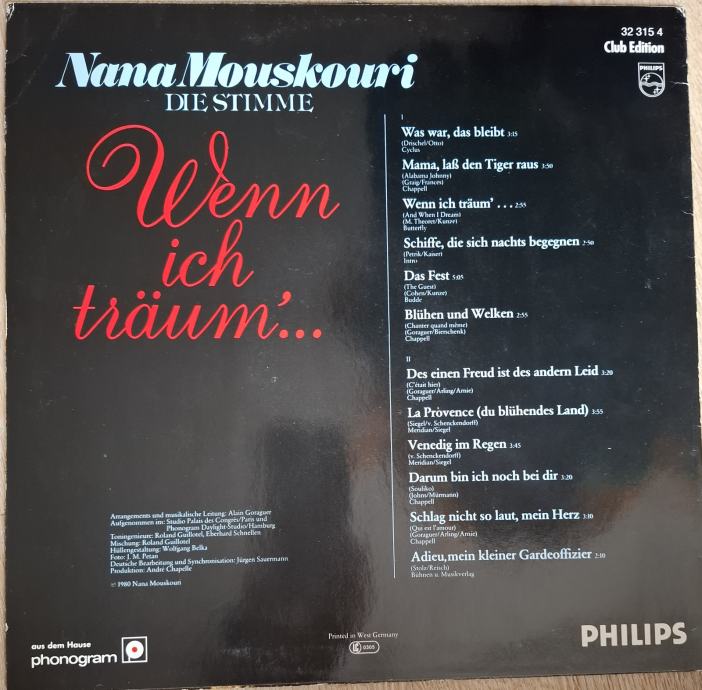 32 315 4
Club Edition
PHILIPS
Nana Mouskouri
DIE STIMME
Wenn
ich
träum'...
I
Was war, das bleibt 3:15
(Drischel/Otto)
Cyclus
Mama, laß den Tiger raus 3:50
(Alabama Johnny)
(Graig/Frances)
Chappell
Wenn ich träum' ... 2:55
(And When I Dream)
(M. Theoret/Kunze)
Butterfly
Schiffe, die sich nachts begegnen 2:50
(Petrik/Kaiser)
Intro
Das Fest 5:05
(The Guest)
(Cohen/Kunze)
Budde
Blühen und Welken 2:55
(Chanter quand même)
(Goraguer/Bierschenk)
Chappell
II
Des einen Freud ist des andern Leid 3:20
(C'était hier)
(Goraguer/Arling/Arnie)
Chappell
La Provence (du blühendes Land) 3:55
(Siegel/v. Schenckendorff)
Meridian/Siegel
Venedig im Regen 3:45
(v. Schenckendorff)
Meridian/Siegel
Darum bin ich noch bei dir 3:20
(Souliko)
(Johns/Mürmann)
Chappell
Schlag nicht so laut, mein Herz 3:10
(Qui est l'amour)
(Goraguer/Arling/Arnie)
Chappell
Adieu, mein kleiner Gardeoffizier 2:10
(Stolz/Reisch)
Bühnen u. Musikverlag
Arrangements und musikalische Leitung: Alain Goraguer
Aufgenommen im: Studio Palais des Congrès/Paris und
Phonogram Daylight-Studio/Hamburg
Toningenieure: Roland Guillotel, Eberhard Schnellen
Mischung: Roland Guillotel
Hüllengestaltung: Wolfgang Belka
Foto: J. M. Petan
Deutsche Bearbeitung und Synchronisation: Jürgen Sauermann
Produktion: André Chapelle
℗ 1980 Nana Mouskouri
aus dem Hause
phonogram
Printed in West Germany
LC 0305
PHILIPS